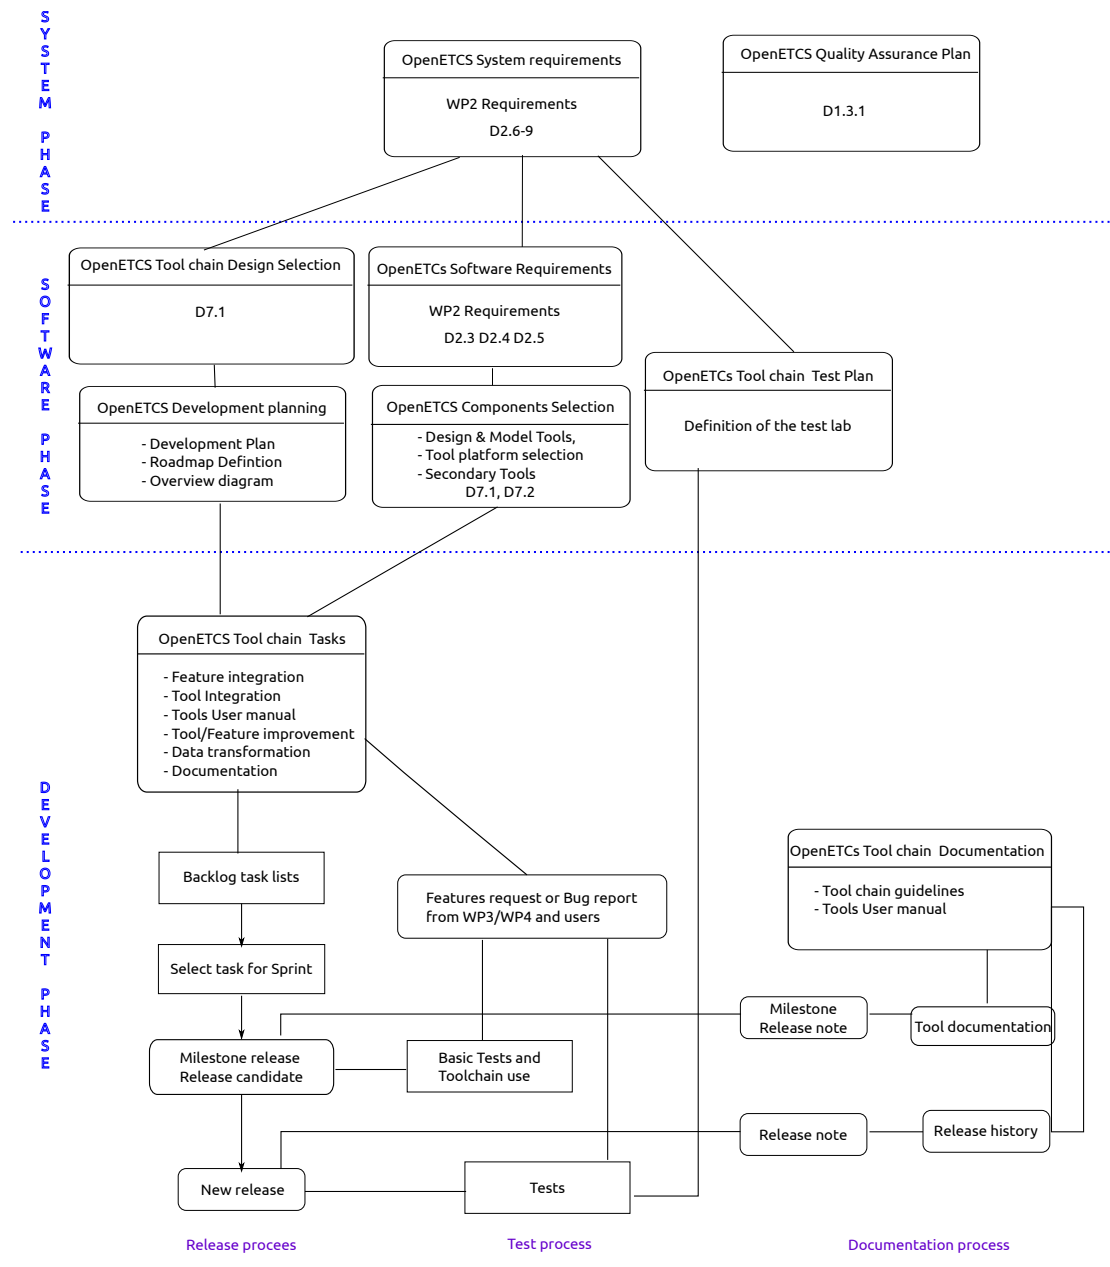 SYSTEM PHASE
OpenETCS System requirements
WP2 Requirements
D2.6-9
OpenETCS Quality Assurance Plan
D1.3.1
SOFTWARE PHASE
OpenETCS Tool chain Design Selection
D7.1
OpenETCs Software Requirements
WP2 Requirements
D2.3 D2.4 D2.5
OpenETCs Tool chain Test Plan
Definition of the test lab
OpenETCS Development planning
- Development Plan
- Roadmap Defintion
- Overview diagram
OpenETCS Components Selection
- Design & Model Tools,
- Tool platform selection
- Secondary Tools
D7.1, D7.2
DEVELOPMENT PHASE
OpenETCS Tool chain Tasks
- Feature integration
- Tool Integration
- Tools User manual
- Tool/Feature improvement
- Data transformation
- Documentation
Backlog task lists
Features request or Bug report
from WP3/WP4 and users
OpenETCs Tool chain Documentation
- Tool chain guidelines
- Tools User manual
Select task for Sprint
Milestone
Release note
Tool documentation
Milestone release
Release candidate
Basic Tests and
Toolchain use
Release note
Release history
New release
Tests
Release procees
Test process
Documentation process